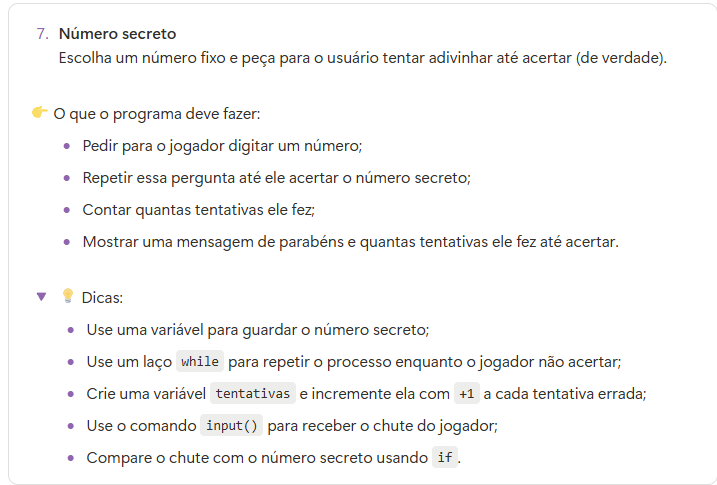 7. Número secreto
Escolha um número fixo e peça para o usuário tentar adivinhar até acertar (de verdade).
👉 O que o programa deve fazer:
• Pedir para o jogador digitar um número;
• Repetir essa pergunta até ele acertar o número secreto;
• Contar quantas tentativas ele fez;
• Mostrar uma mensagem de parabéns e quantas tentativas ele fez até acertar.
▼ 💡 Dicas:
• Use uma variável para guardar o número secreto;
• Use um laço while para repetir o processo enquanto o jogador não acertar;
• Crie uma variável tentativas e incremente ela com +1 a cada tentativa errada;
• Use o comando input() para receber o chute do jogador;
• Compare o chute com o número secreto usando if.